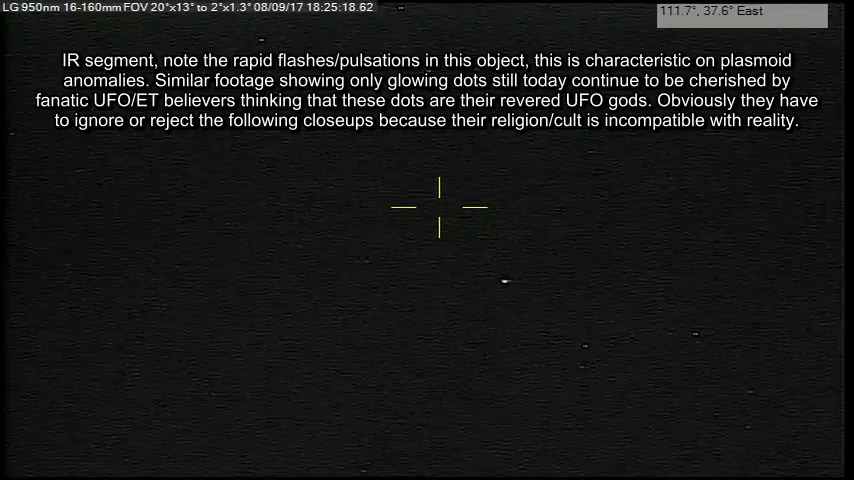 LG 950nm 16-160mm FOV 20°x13° to 2°x1.3° 08/09/17 18:25:18.62
111.7°, 37.6° East
IR segment, note the rapid flashes/pulsations in this object, this is characteristic on plasmoid
anomalies. Similar footage showing only glowing dots still today continue to be cherished by
fanatic UFO/ET believers thinking that these dots are their revered UFO gods. Obviously they have
to ignore or reject the following closeups because their religion/cult is incompatible with reality.